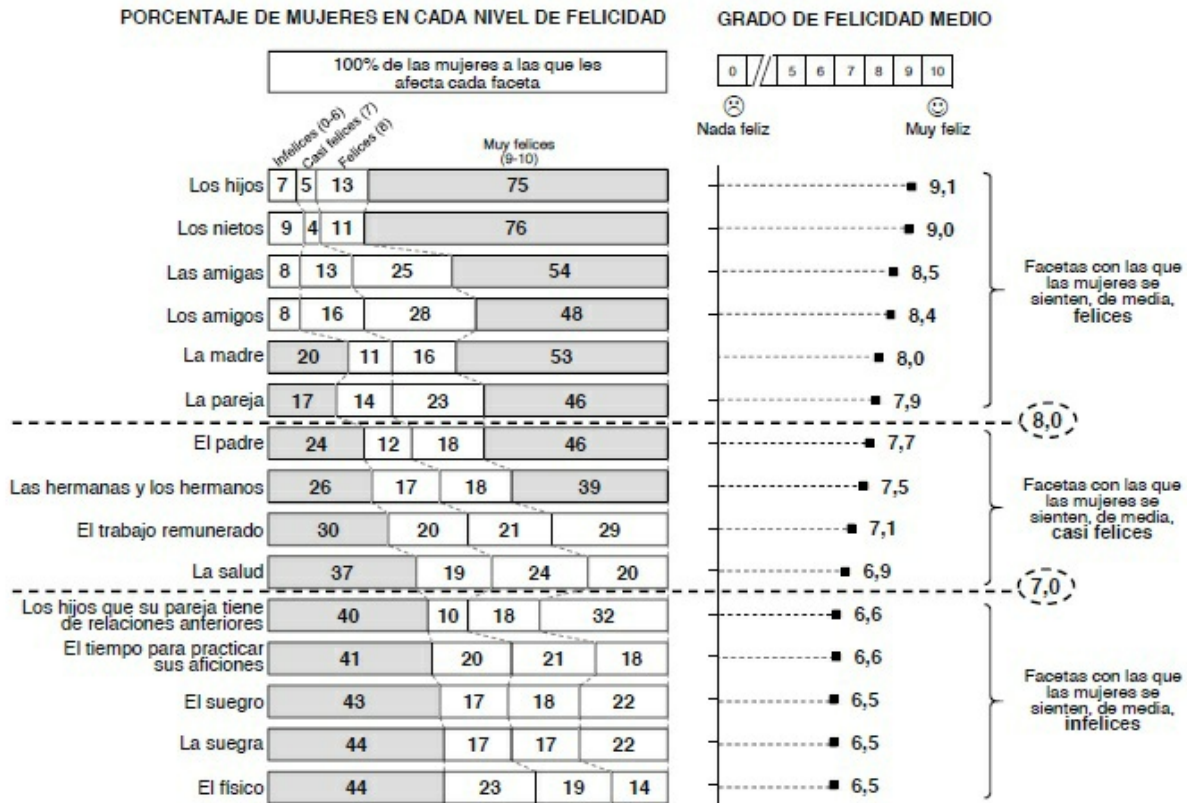 PORCENTAJE DE MUJERES EN CADA NIVEL DE FELICIDAD
GRADO DE FELICIDAD MEDIO
100% de las mujeres a las que les
afecta cada faceta
0 5 6 7 8 9 10
Nada feliz
Muy feliz
Infelices (0-6)
Casi felices (7)
Felices (8)
Muy felices
(9-10)
Los hijos 7 5 13 75 9,1
Los nietos 9 4 11 76 9,0
Las amigas 8 13 25 54 8,5
Los amigos 8 16 28 48 8,4
La madre 20 11 16 53 8,0
La pareja 17 14 23 46 7,9
Facetas con las que
las mujeres se
sienten, de media,
felices
8,0
El padre 24 12 18 46 7,7
Las hermanas y los hermanos 26 17 18 39 7,5
El trabajo remunerado 30 20 21 29 7,1
La salud 37 19 24 20 6,9
Facetas con las que
las mujeres se
sienten, de media,
casi felices
7,0
Los hijos que su pareja tiene
de relaciones anteriores 40 10 18 32 6,6
El tiempo para practicar
sus aficiones 41 20 21 18 6,6
El suegro 43 17 18 22 6,5
La suegra 44 17 17 22 6,5
El físico 44 23 19 14 6,5
Facetas con las que
las mujeres se
sienten, de media,
infelices